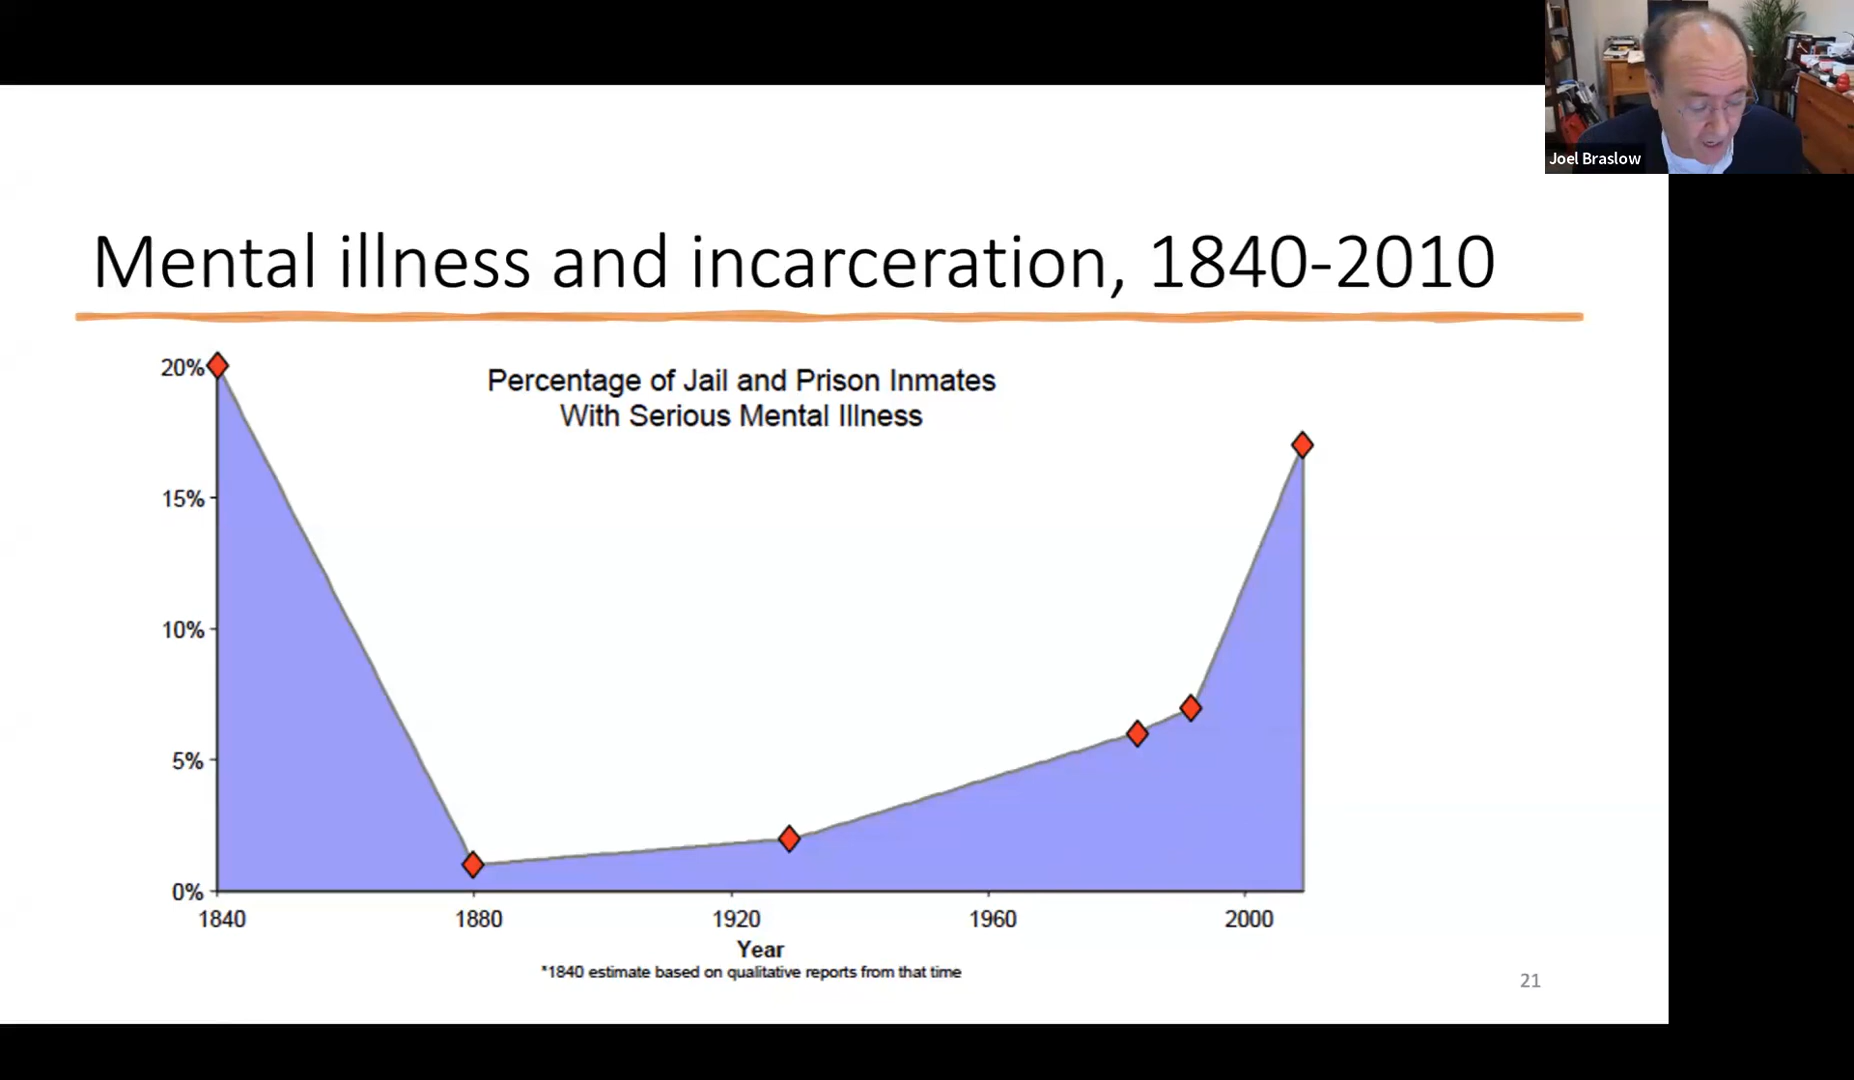 Joel Braslow
Mental illness and incarceration, 1840-2010
Percentage of Jail and Prison Inmates
With Serious Mental Illness
20%
15%
10%
5%
0%
1840 1880 1920 1960 2000
Year
*1840 estimate based on qualitative reports from that time
21